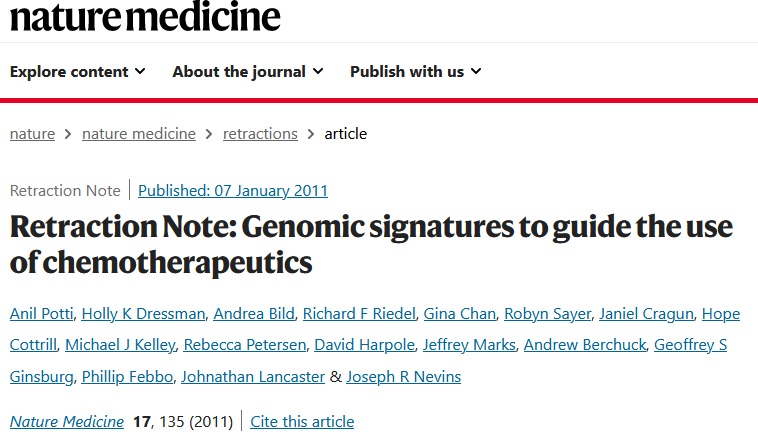 nature medicine
Explore content About the journal Publish with us
nature > nature medicine > retractions > article
Retraction Note | Published: 07 January 2011
Retraction Note: Genomic signatures to guide the use
of chemotherapeutics
Anil Potti, Holly K Dressman, Andrea Bild, Richard F Riedel, Gina Chan, Robyn Sayer, Janiel Cragun, Hope
Cottrill, Michael J Kelley, Rebecca Petersen, David Harpole, Jeffrey Marks, Andrew Berchuck, Geoffrey S
Ginsburg, Phillip Febbo, Johnathan Lancaster & Joseph R Nevins
Nature Medicine 17, 135 (2011) | Cite this article